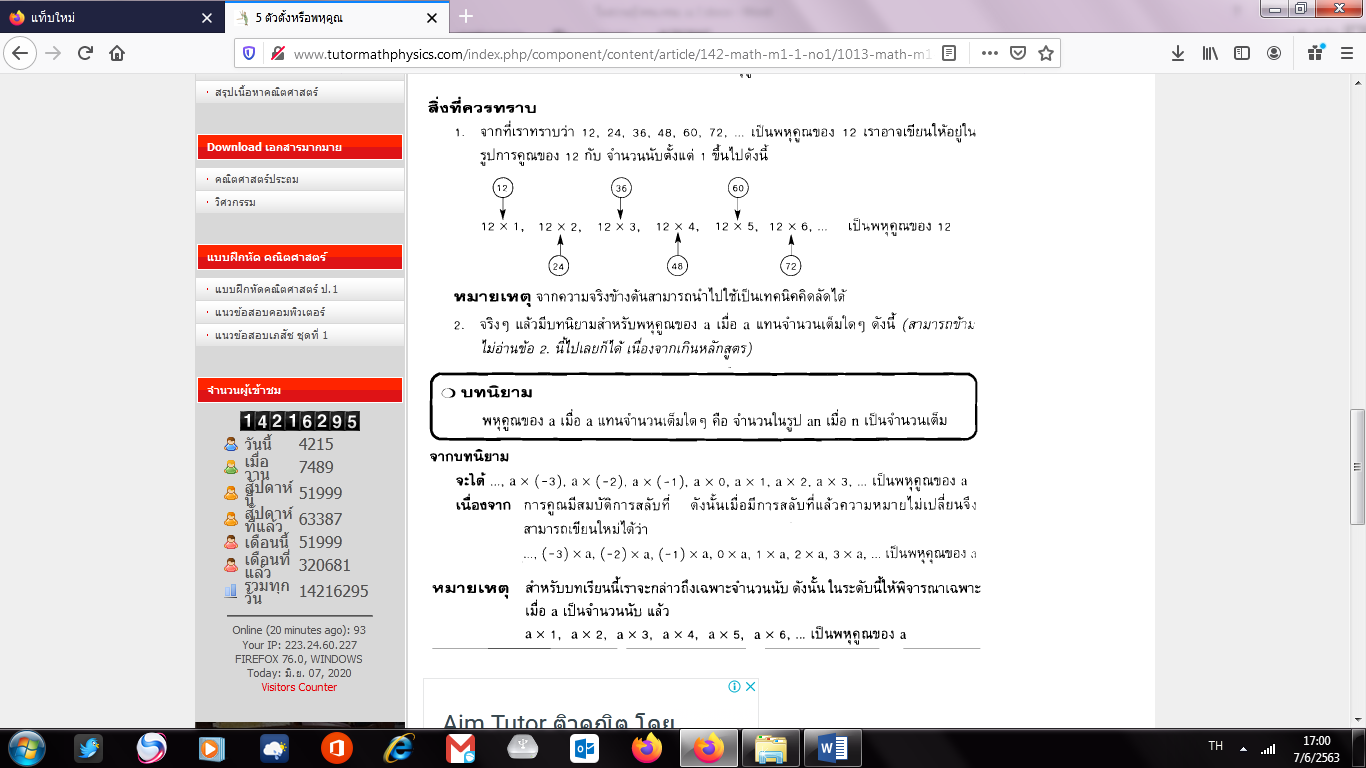 แท็บใหม่
5 ตัวตั้งหรือพหุคูณ
www.tutormathphysics.com/index.php/component/content/article/142-math-m1-1-no1/1013-math-m1
· สรุปเนื้อหาคณิตศาสตร์
Download เอกสารมากมาย
· คณิตศาสตร์ประถม
· วิศวกรรม
แบบฝึกหัด คณิตศาสตร์
· แบบฝึกหัดคณิตศาสตร์ ป.1
· แนวข้อสอบคอมพิวเตอร์
· แนวข้อสอบเภสัช ชุดที่ 1
จำนวนผู้เข้าชม
14216295
วันนี้ 4215
เมื่อวาน 7489
สัปดาห์นี้ 51999
สัปดาห์ที่แล้ว 63387
เดือนนี้ 51999
เดือนที่แล้ว 320681
รวมทุกวัน 14216295
Online (20 minutes ago): 93
Your IP: 223.24.60.227
FIREFOX 76.0, WINDOWS
Today: มิ.ย. 07, 2020
Visitors Counter
สิ่งที่ควรทราบ
1. จากที่เราทราบว่า 12, 24, 36, 48, 60, 72, ... เป็นพหุคูณของ 12 เราอาจเขียนให้อยู่ใน
รูปการคูณของ 12 กับ จำนวนนับตั้งแต่ 1 ขึ้นไปดังนี้
12 36 60
12 × 1, 12 × 2, 12 × 3, 12 × 4, 12 × 5, 12 × 6, ... เป็นพหุคูณของ 12
24 48 72
หมายเหตุ จากความจริงข้างต้นสามารถนำไปใช้เป็นเทคนิคคิดลัดได้
2. จริงๆ แล้วมีบทนิยามสำหรับพหุคูณของ a เมื่อ a แทนจำนวนเต็มใดๆ ดังนี้ (สามารถข้าม
ไม่อ่านข้อ 2. นี้ไปเลยก็ได้ เนื่องจากเกินหลักสูตร)
❍ บทนิยาม
พหุคูณของ a เมื่อ a แทนจำนวนเต็มใดๆ คือ จำนวนในรูป an เมื่อ n เป็นจำนวนเต็ม
จากบทนิยาม
จะได้ ..., a × (-3), a × (-2), a × (-1), a × 0, a × 1, a × 2, a × 3, ... เป็นพหุคูณของ a
เนื่องจาก การคูณมีสมบัติการสลับที่ ดังนั้นเมื่อมีการสลับที่แล้วความหมายไม่เปลี่ยนจึง
สามารถเขียนใหม่ได้ว่า
..., (-3) × a, (-2) × a, (-1) × a, 0 × a, 1 × a, 2 × a, 3 × a, ... เป็นพหุคูณของ a
หมายเหตุ สำหรับบทเรียนนี้เราจะกล่าวถึงเฉพาะจำนวนนับ ดังนั้น ในระดับนี้ให้พิจารณาเฉพาะ
เมื่อ a เป็นจำนวนนับ แล้ว
a × 1, a × 2, a × 3, a × 4, a × 5, a × 6, ... เป็นพหุคูณของ a
Aim Tutor ติวคณิต โดย
TH
17:00
7/6/2563